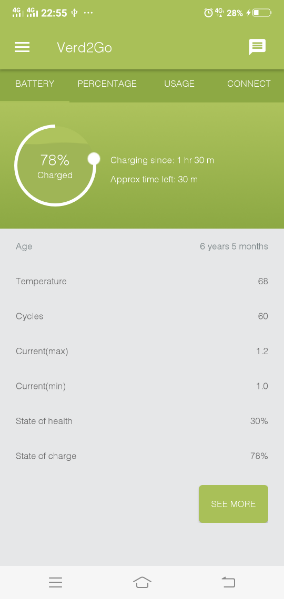 4G 4G 22:55 ... 4G 28%
Verd2Go
BATTERY PERCENTAGE USAGE CONNECT
78%
Charged
Charging since: 1 hr 30 m
Approx time left: 30 m
Age 6 years 5 months
Temperature 68
Cycles 60
Current(max) 1.2
Current(min) 1.0
State of health 30%
State of charge 78%
SEE MORE